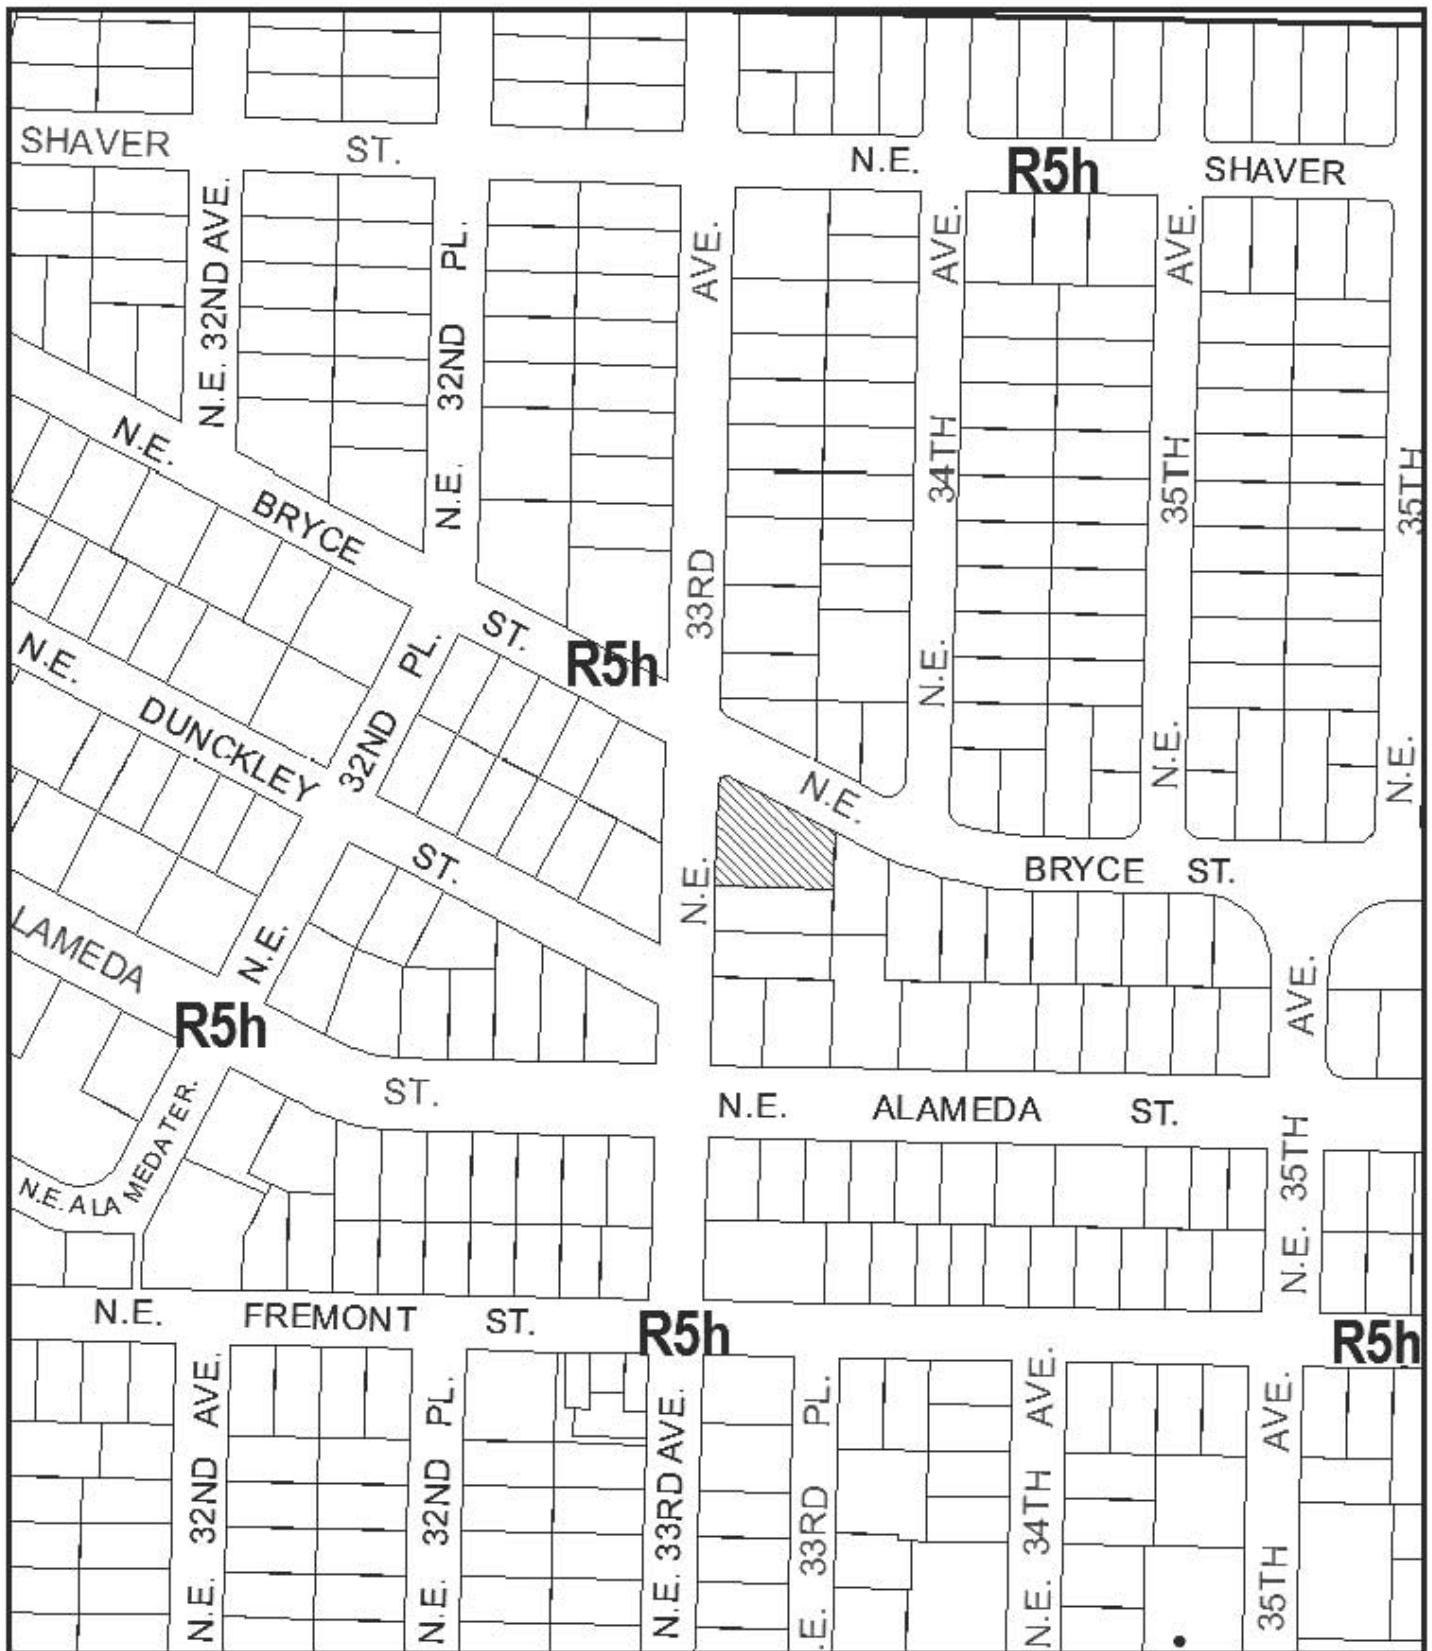 SHAVER ST. N.E. R5h SHAVER
N.E. 32ND AVE.
N.E. 32ND PL.
N.E. 33RD AVE.
N.E. 34TH AVE.
N.E. 35TH AVE.
N.E. 35TH
N.E. BRYCE ST.
R5h
N.E. DUNCKLEY ST.
N.E. 32ND PL.
N.E. BRYCE ST.
LAMEDA ST.
R5h
N.E. ALAMEDA ST.
N.E. ALAMEDA TER.
N.E. 35TH AVE.
N.E. FREMONT ST.
R5h
R5h
N.E. 32ND AVE.
N.E. 32ND PL.
N.E. 33RD AVE.
.E. 33RD PL.
N.E. 34TH AVE.
35TH AVE.